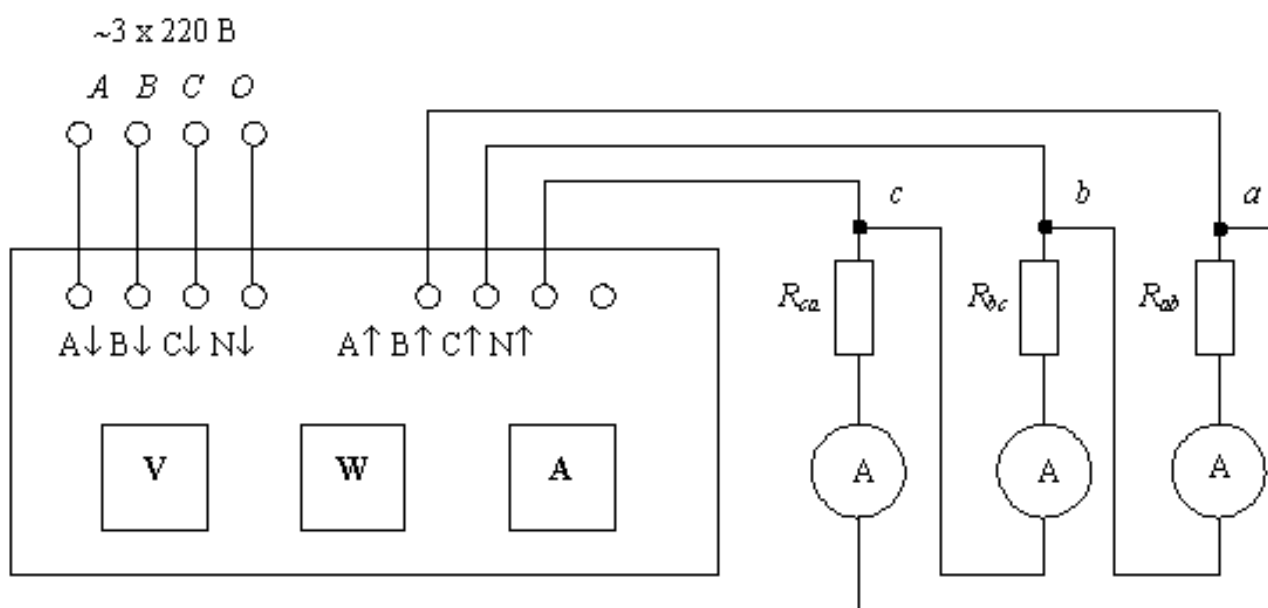 ~3 x 220 В
A B C O
c b a
R_ca R_bc R_ab
A↓ B↓ C↓ N↓ A↑ B↑ C↑ N↑
V W A A A A